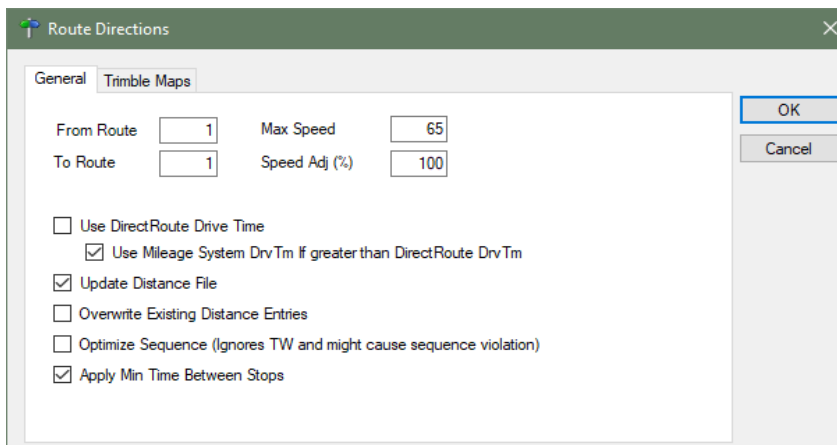 Route Directions
General Trimble Maps
From Route 1 Max Speed 65 OK
To Route 1 Speed Adj (%) 100 Cancel
Use DirectRoute Drive Time
Use Mileage System DrvTm If greater than DirectRoute DrvTm
Update Distance File
Overwrite Existing Distance Entries
Optimize Sequence (Ignores TW and might cause sequence violation)
Apply Min Time Between Stops